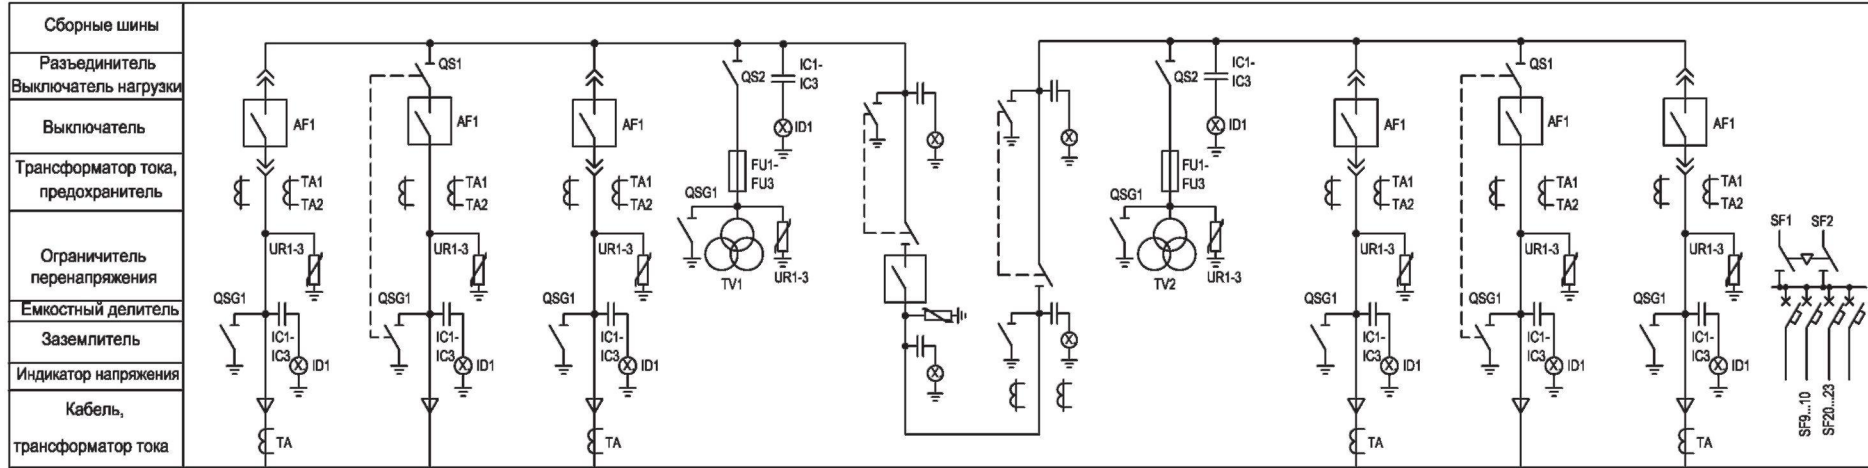 Сборные шины
Разъединитель
Выключатель нагрузки
Выключатель
Трансформатор тока,
предохранитель
Ограничитель
перенапряжения
Емкостный делитель
Заземлитель
Индикатор напряжения
Кабель,
трансформатор тока
AF1
TA1
TA2
UR1-3
QSG1
IC1-
IC3
ID1
TA
QS1
AF1
TA1
TA2
UR1-3
QSG1
IC1-
IC3
ID1
AF1
TA1
TA2
UR1-3
QSG1
IC1-
IC3
ID1
TA
QS2
IC1-
IC3
ID1
FU1-
FU3
QSG1
TV1
UR1-3
QS2
IC1-
IC3
ID1
FU1-
FU3
QSG1
TV2
UR1-3
AF1
TA1
TA2
UR1-3
QSG1
IC1-
IC3
ID1
TA
QS1
AF1
TA1
TA2
UR1-3
QSG1
IC1-
IC3
ID1
AF1
TA1
TA2
UR1-3
QSG1
IC1-
IC3
ID1
TA
SF1
SF2
SF9...10
SF20...23